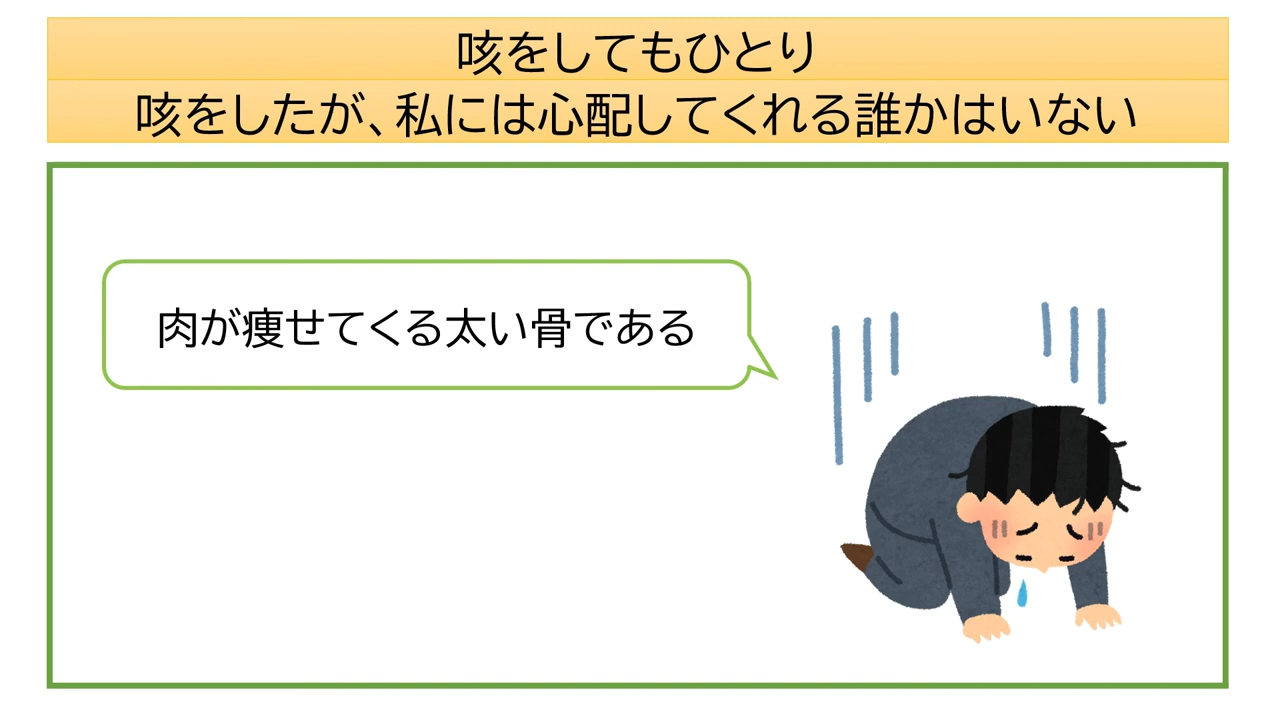 咳をしてもひとり
咳をしたが、私には心配してくれる誰かはいない
肉が痩せてくる太い骨である